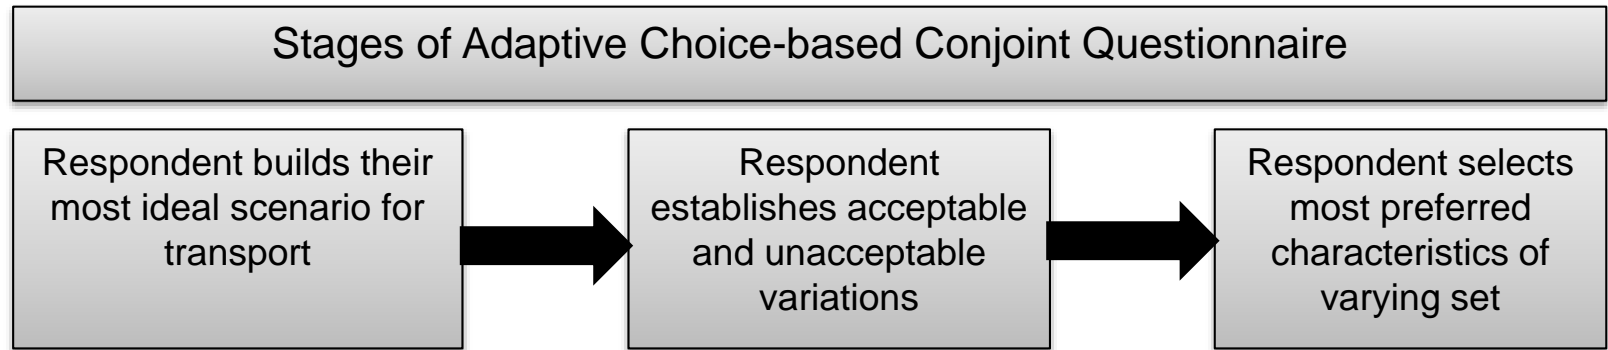 Stages of Adaptive Choice-based Conjoint Questionnaire
Respondent builds their
most ideal scenario for
transport
Respondent
establishes acceptable
and unacceptable
variations
Respondent selects
most preferred
characteristics of
varying set